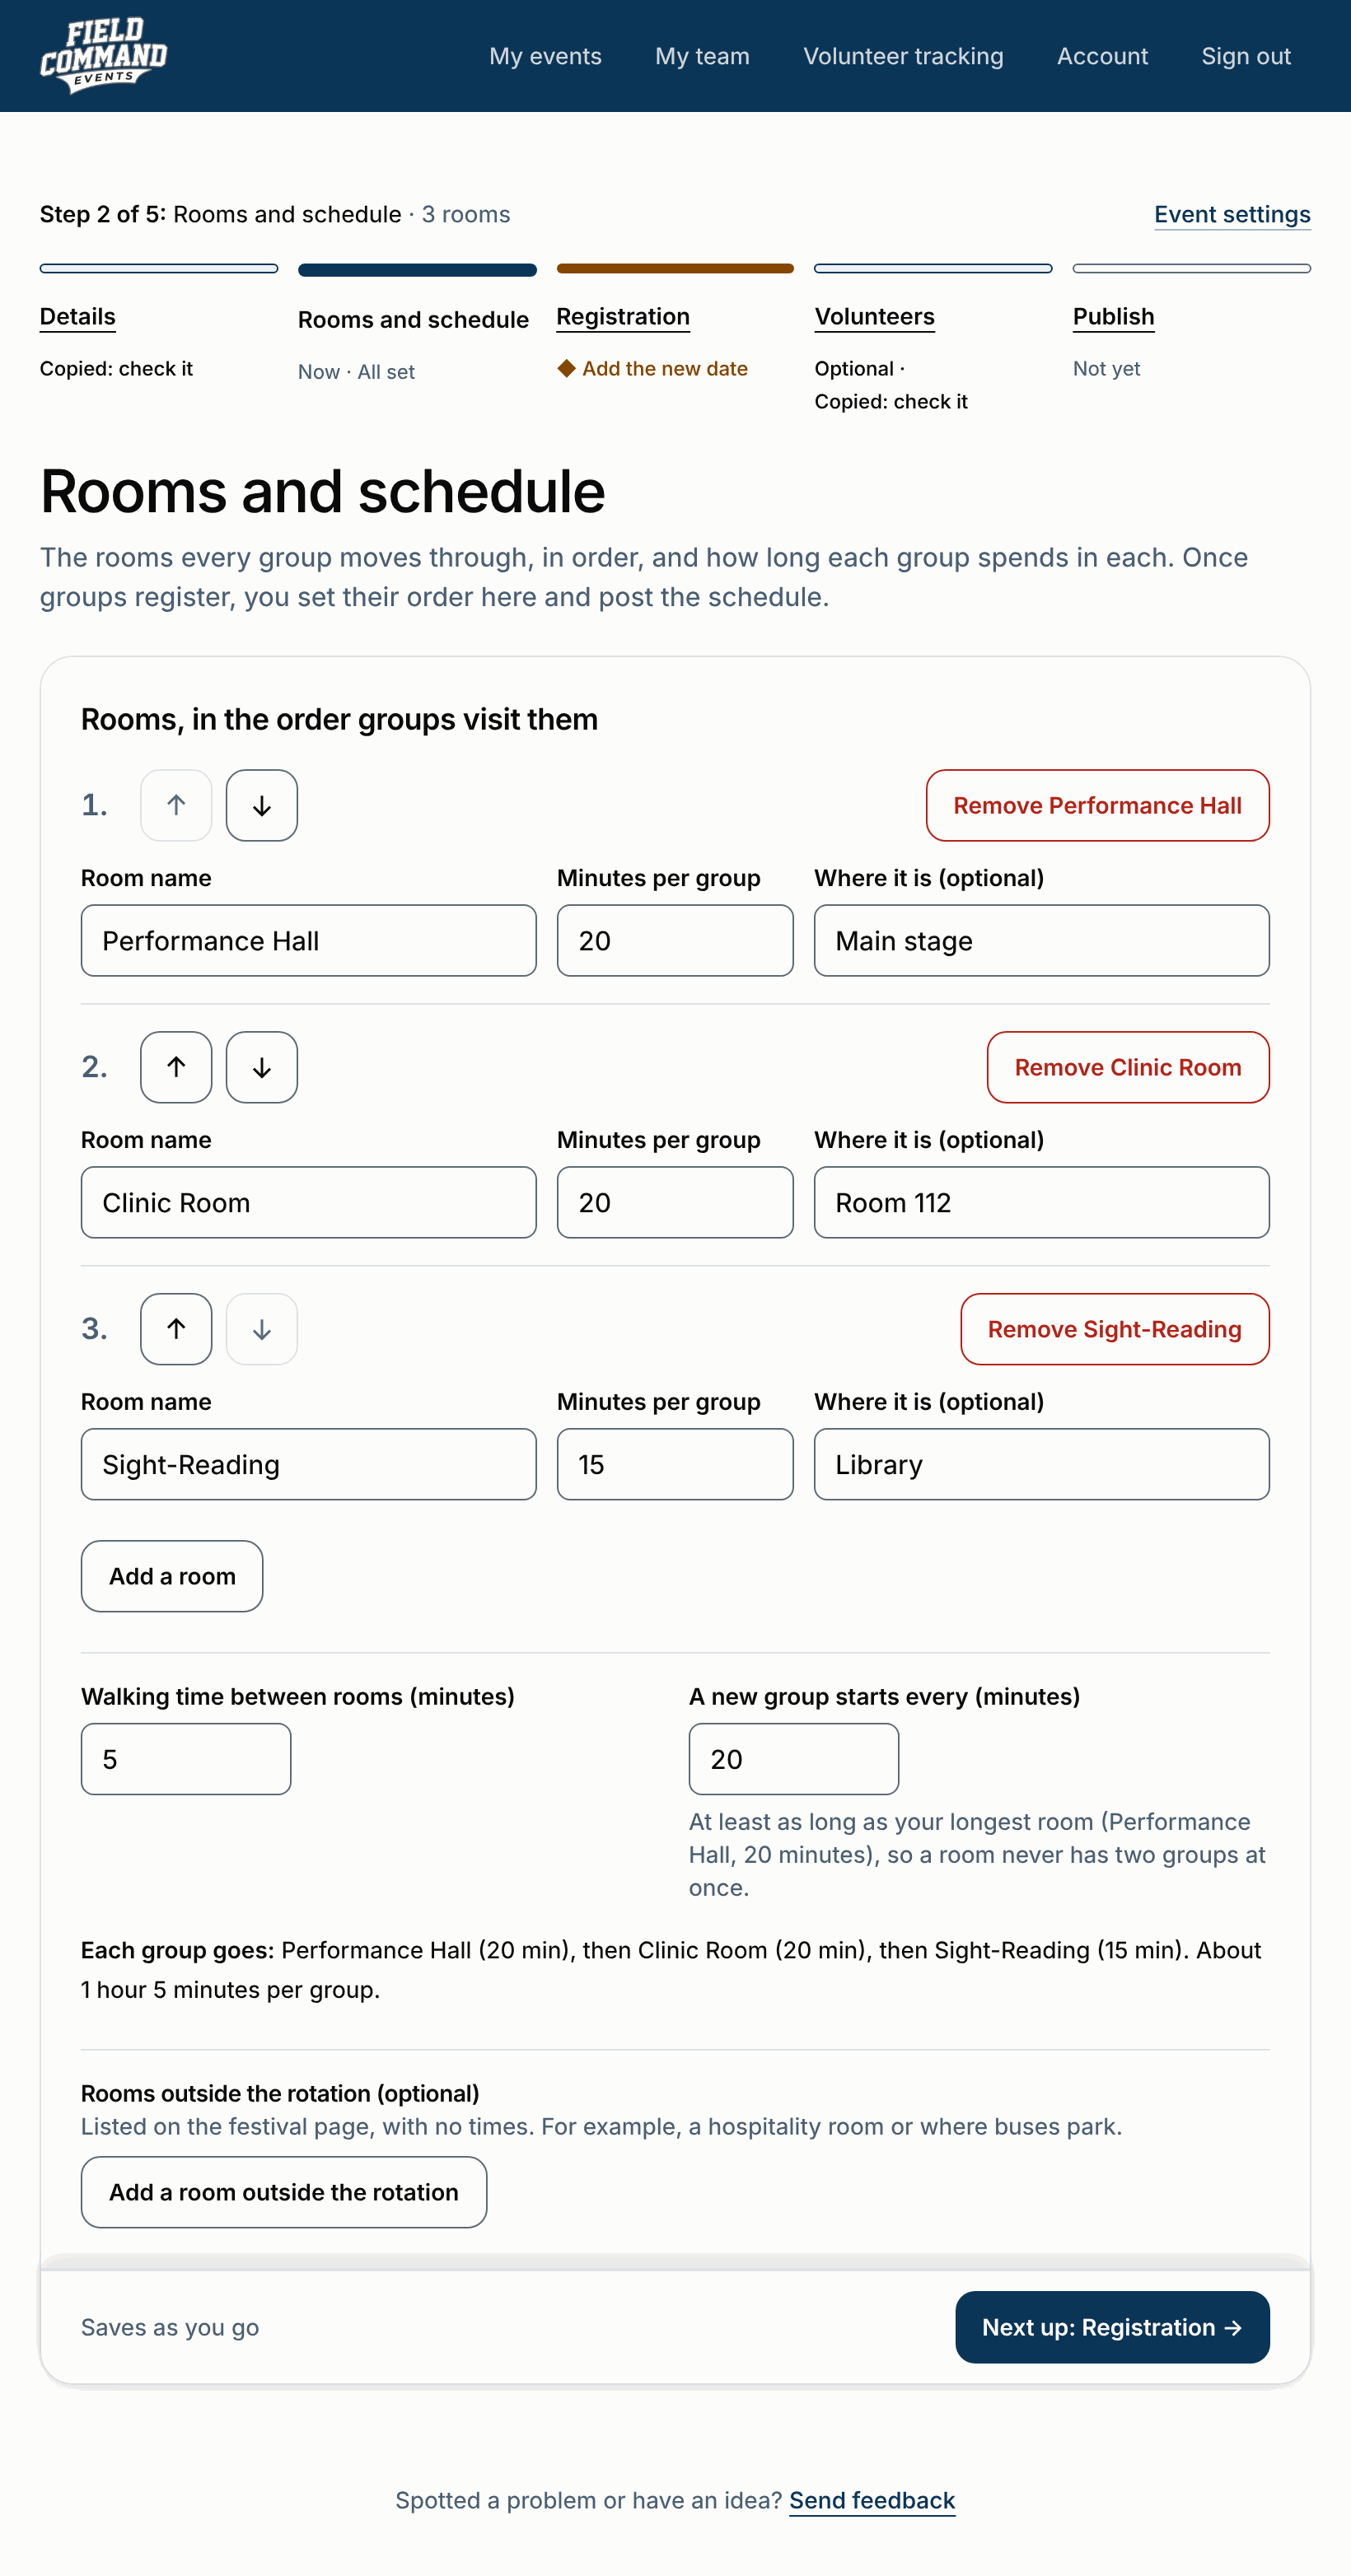 FIELD
COMMAND
EVENTS
My events
My team
Volunteer tracking
Account
Sign out
Step 2 of 5: Rooms and schedule · 3 rooms
Event settings
Details
Copied: check it
Rooms and schedule
Now · All set
Registration
◆ Add the new date
Volunteers
Optional ·
Copied: check it
Publish
Not yet
Rooms and schedule
The rooms every group moves through, in order, and how long each group spends in each. Once
groups register, you set their order here and post the schedule.
Rooms, in the order groups visit them
1. ↑ ↓
Remove Performance Hall
Room name
Minutes per group
Where it is (optional)
Performance Hall
20
Main stage
2. ↑ ↓
Remove Clinic Room
Room name
Minutes per group
Where it is (optional)
Clinic Room
20
Room 112
3. ↑ ↓
Remove Sight-Reading
Room name
Minutes per group
Where it is (optional)
Sight-Reading
15
Library
Add a room
Walking time between rooms (minutes)
5
A new group starts every (minutes)
20
At least as long as your longest room (Performance
Hall, 20 minutes), so a room never has two groups at
once.
Each group goes: Performance Hall (20 min), then Clinic Room (20 min), then Sight-Reading (15 min). About
1 hour 5 minutes per group.
Rooms outside the rotation (optional)
Listed on the festival page, with no times. For example, a hospitality room or where buses park.
Add a room outside the rotation
Saves as you go
Next up: Registration →
Spotted a problem or have an idea? Send feedback